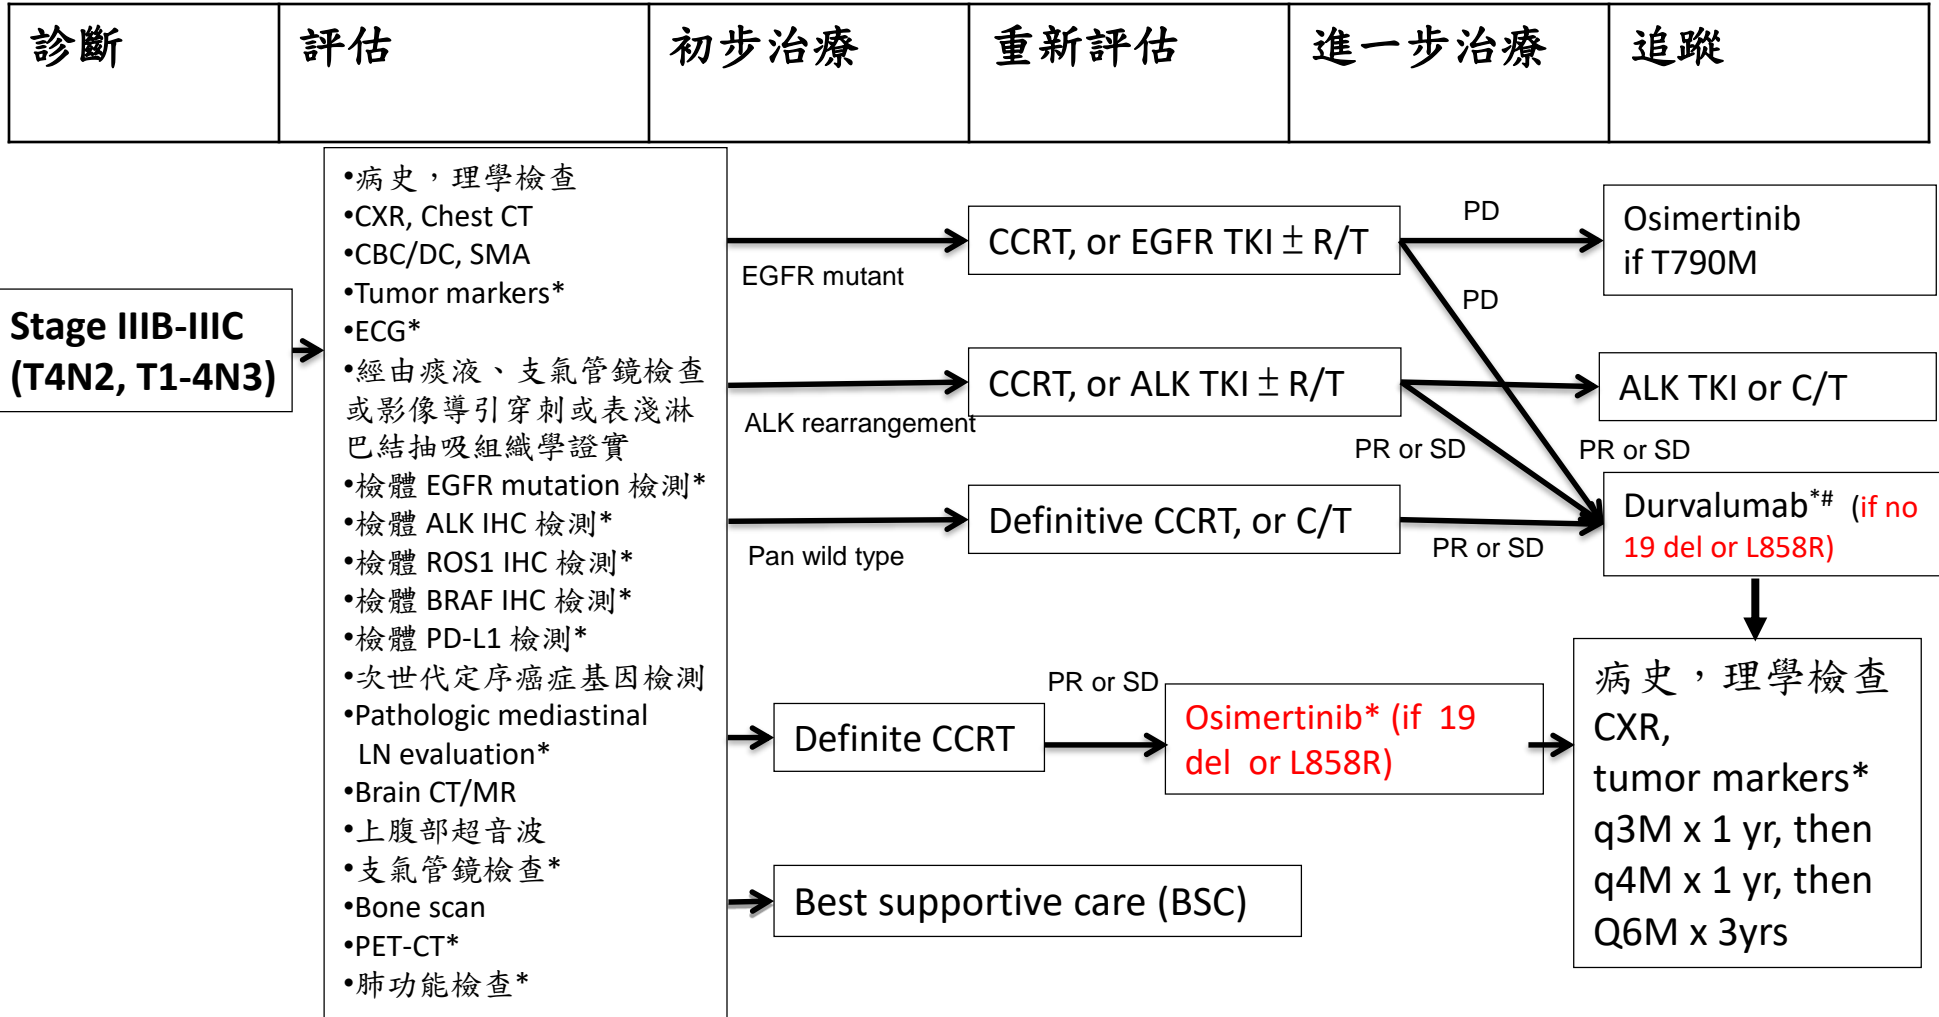 診斷
評估
初步治療
重新評估
進一步治療
追蹤
Stage IIIB-IIIC
(T4N2, T1-4N3)
•病史，理學檢查
•CXR, Chest CT
•CBC/DC, SMA
•Tumor markers*
•ECG*
•經由痰液、支氣管鏡檢查
或影像導引穿刺或表淺淋
巴結抽吸組織學證實
•檢體 EGFR mutation 檢測*
•檢體 ALK IHC 檢測*
•檢體 ROS1 IHC 檢測*
•檢體 BRAF IHC 檢測*
•檢體 PD-L1 檢測*
•次世代定序癌症基因檢測
•Pathologic mediastinal
LN evaluation*
•Brain CT/MR
•上腹部超音波
•支氣管鏡檢查*
•Bone scan
•PET-CT*
•肺功能檢查*
EGFR mutant
CCRT, or EGFR TKI ± R/T
PD
Osimertinib
if T790M
PD
ALK rearrangement
CCRT, or ALK TKI ± R/T
ALK TKI or C/T
PR or SD
PR or SD
Pan wild type
Definitive CCRT, or C/T
PR or SD
Durvalumab*# (if no
19 del or L858R)
Definite CCRT
PR or SD
Osimertinib* (if 19
del or L858R)
Best supportive care (BSC)
病史，理學檢查
CXR,
tumor markers*
q3M x 1 yr, then
q4M x 1 yr, then
Q6M x 3yrs